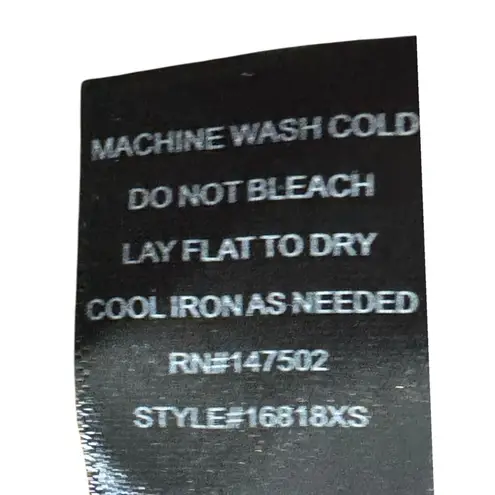 MACHINE WASH COLD
DO NOT BLEACH
LAY FLAT TO DRY
COOL IRON AS NEEDED
RN#147502
STYLE#16818XS